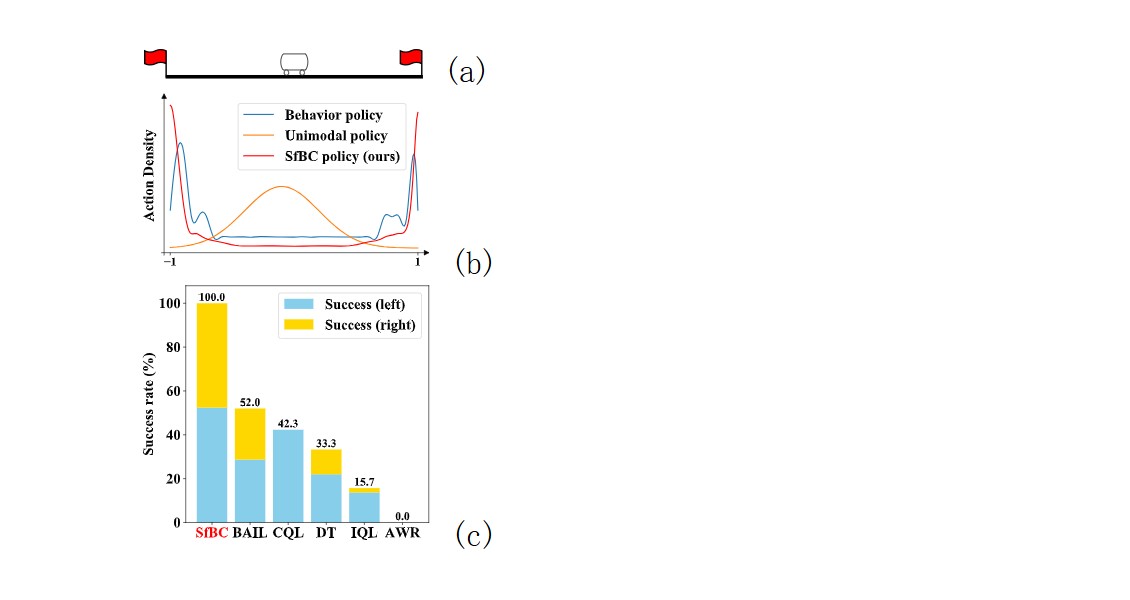 (a)
Behavior policy
Unimodal policy
SfBC policy (ours)
Action Density
−1
1
(b)
Success (left)
Success (right)
Success rate (%)
100
80
60
40
20
0
100.0
52.0
42.3
33.3
15.7
0.0
SfBC BAIL CQL DT IQL AWR
(c)